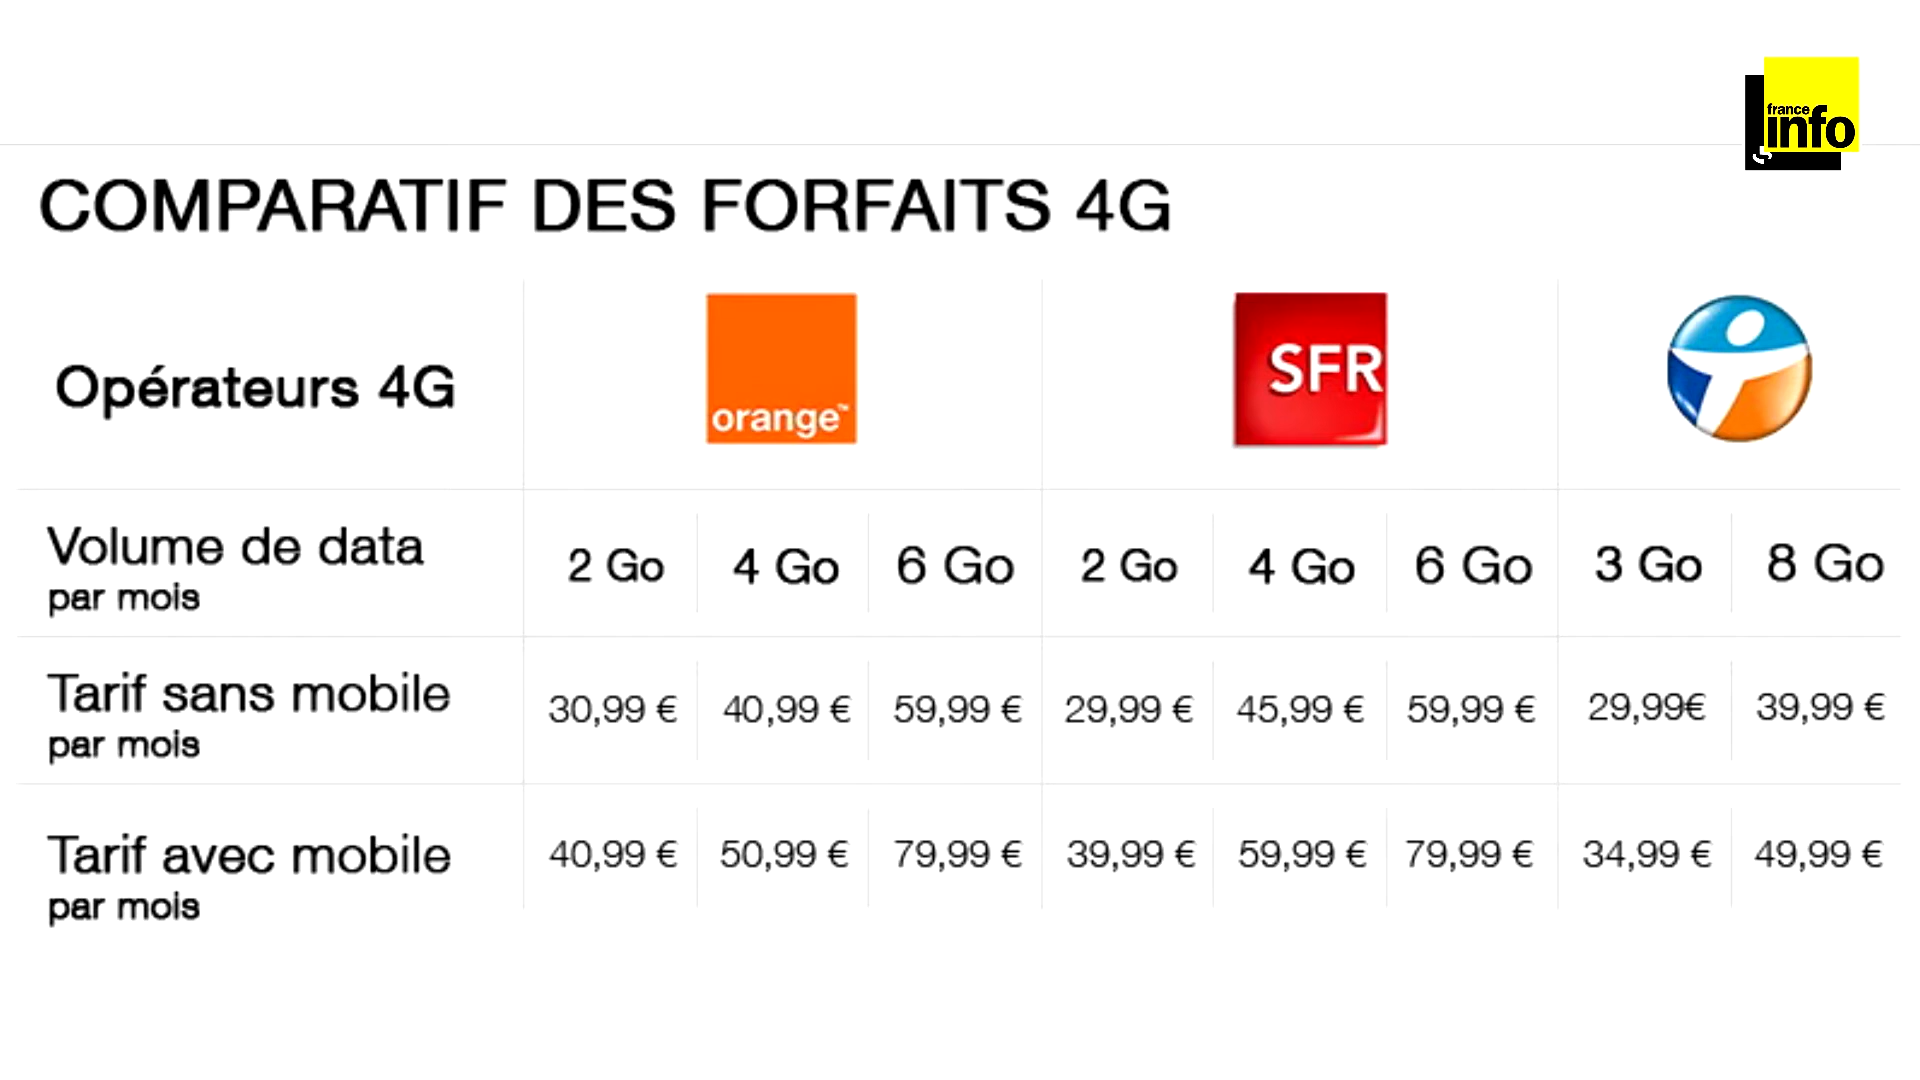 france
info
COMPARATIF DES FORFAITS 4G
Opérateurs 4G
orange™
SFR
Volume de data
par mois
2 Go 4 Go 6 Go 2 Go 4 Go 6 Go 3 Go 8 Go
Tarif sans mobile
par mois
30,99 € 40,99 € 59,99 € 29,99 € 45,99 € 59,99 € 29,99€ 39,99 €
Tarif avec mobile
par mois
40,99 € 50,99 € 79,99 € 39,99 € 59,99 € 79,99 € 34,99 € 49,99 €